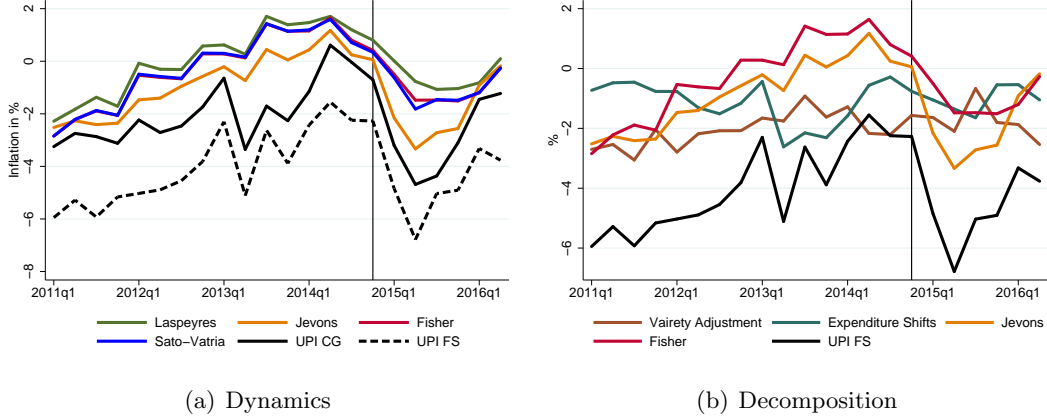 2
0
−2
−4
−6
−8
Inflation in %
2011q1 2012q1 2013q1 2014q1 2015q1 2016q1
Laspeyres Jevons Fisher
Sato−Vatria UPI CG UPI FS
(a) Dynamics
2
0
−2
−4
−6
%
2011q1 2012q1 2013q1 2014q1 2015q1 2016q1
Vairety Adjustment Expenditure Shifts Jevons
Fisher UPI FS
(b) Decomposition